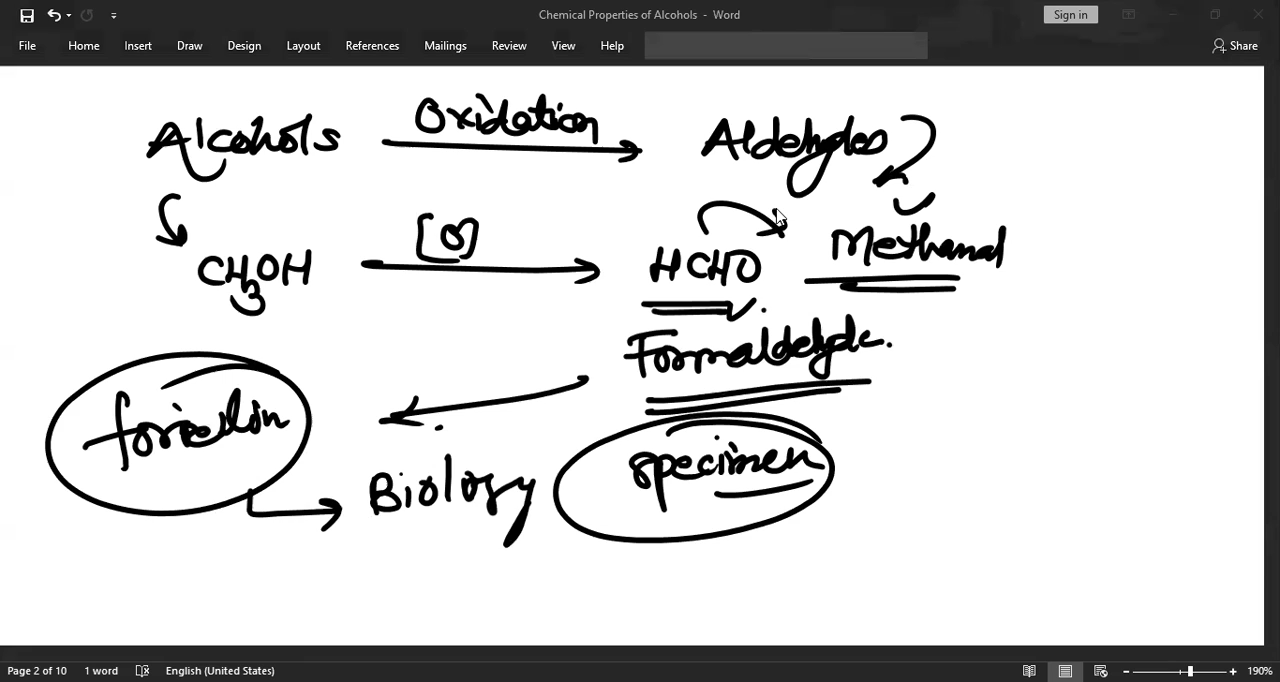 Chemical Properties of Alcohols - Word
Sign in
File Home Insert Draw Design Layout References Mailings Review View Help Share
Alcohols Oxidation Aldehydes
CH3OH [O] HCHO Methanal
Formaldehyde.
specimen
Biology
Page 2 of 10 1 word English (United States) 190%